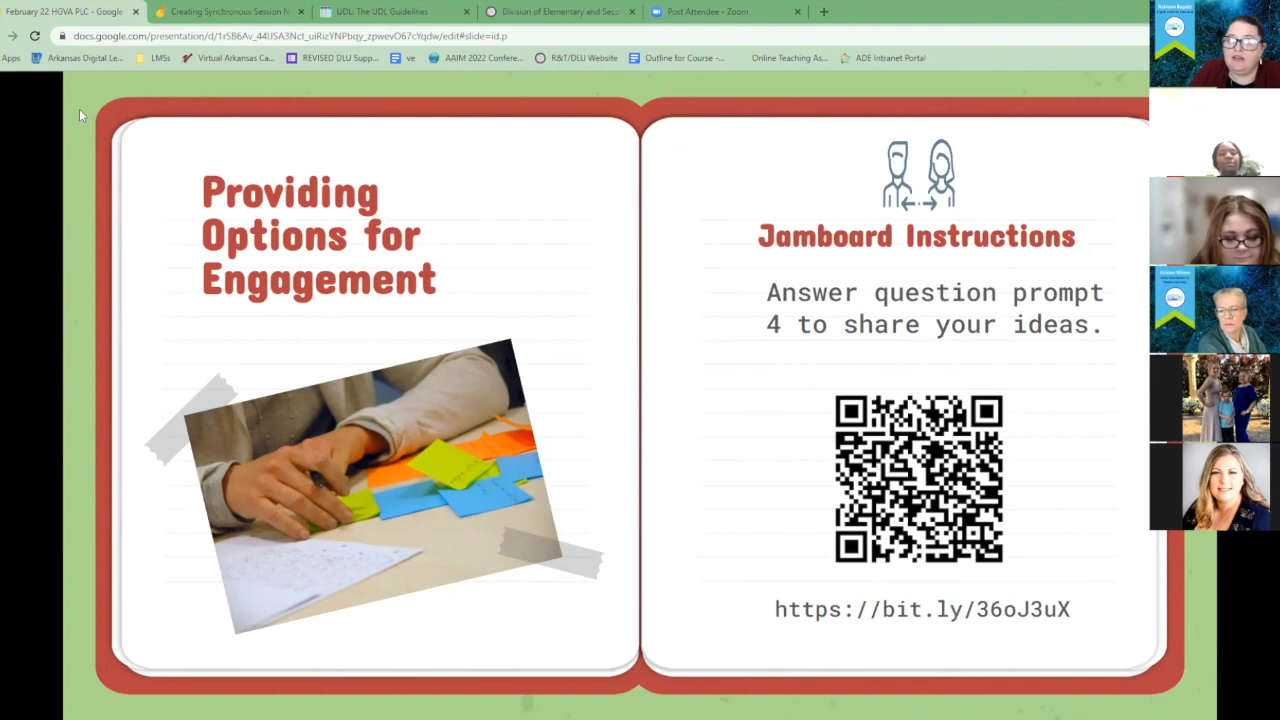 February 22 HGVA PLC - Google
Creating Synchronous Session N
UDL: The UDL Guidelines
Division of Elementary and Seco
Post Attendee - Zoom
docs.google.com/presentation/d/1rSB6Av_44USA3Nct_uiRizYNPbqy_zpwevO67cYqdw/edit#slide=id.p
Apps
Arkansas Digital Le...
LMSs
Virtual Arkansas Ca...
REVISED DLU Supp...
ve
AAIM 2022 Confere...
R&T/DLU Website
Outline for Course -...
Online Teaching As...
ADE Intranet Portal
Providing
Options for
Engagement
Jamboard Instructions
Answer question prompt
4 to share your ideas.
https://bit.ly/36oJ3uX